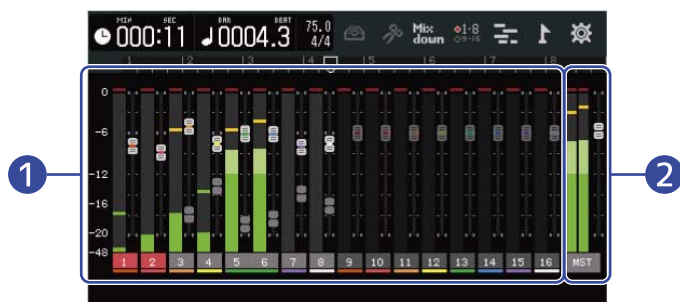 MIN SEC BAR BEAT
000:11 0004.3 75.0 4/4 Mix down 1-8 9-16
1 2 3 4 5 6 7 8
0
-6
-12
-16
-20
-48
1 2 3 4 5 6 7 8 9 10 11 12 13 14 15 16 MST
1 2